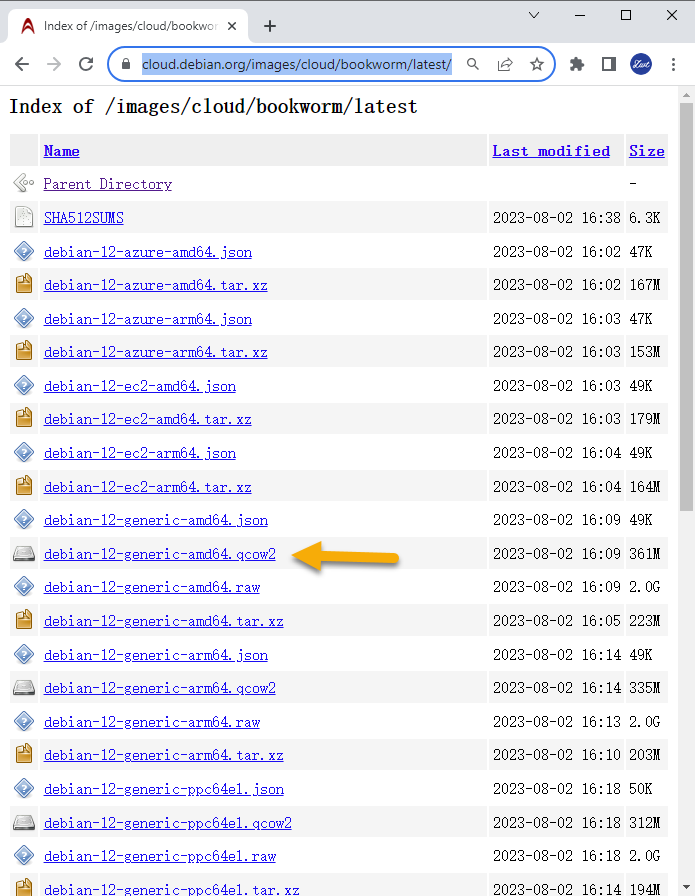 Index of /images/cloud/bookworm
cloud.debian.org/images/cloud/bookworm/latest/
Index of /images/cloud/bookworm/latest
Name Last modified Size
Parent Directory -
SHA512SUMS 2023-08-02 16:38 6.3K
debian-12-azure-amd64.json 2023-08-02 16:02 47K
debian-12-azure-amd64.tar.xz 2023-08-02 16:02 167M
debian-12-azure-arm64.json 2023-08-02 16:03 47K
debian-12-azure-arm64.tar.xz 2023-08-02 16:03 153M
debian-12-ec2-amd64.json 2023-08-02 16:03 49K
debian-12-ec2-amd64.tar.xz 2023-08-02 16:03 179M
debian-12-ec2-arm64.json 2023-08-02 16:04 49K
debian-12-ec2-arm64.tar.xz 2023-08-02 16:04 164M
debian-12-generic-amd64.json 2023-08-02 16:09 49K
debian-12-generic-amd64.qcow2 2023-08-02 16:09 361M
debian-12-generic-amd64.raw 2023-08-02 16:09 2.0G
debian-12-generic-amd64.tar.xz 2023-08-02 16:05 223M
debian-12-generic-arm64.json 2023-08-02 16:14 49K
debian-12-generic-arm64.qcow2 2023-08-02 16:14 335M
debian-12-generic-arm64.raw 2023-08-02 16:13 2.0G
debian-12-generic-arm64.tar.xz 2023-08-02 16:10 203M
debian-12-generic-ppc64el.json 2023-08-02 16:18 50K
debian-12-generic-ppc64el.qcow2 2023-08-02 16:18 312M
debian-12-generic-ppc64el.raw 2023-08-02 16:18 2.0G
debian-12-generic-ppc64el.tar.xz 2023-08-02 16:14 194M